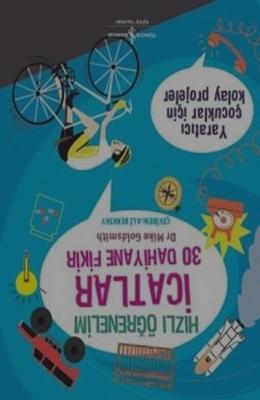 HIZLI ÖĞRENELİM
İCATLAR
30 DAHİYANE FİKİR
Dr Mike Goldsmith
ÇEVİREN: ALİ BERKTAY
Yaratıcı
çocuklar için
kolay projeler